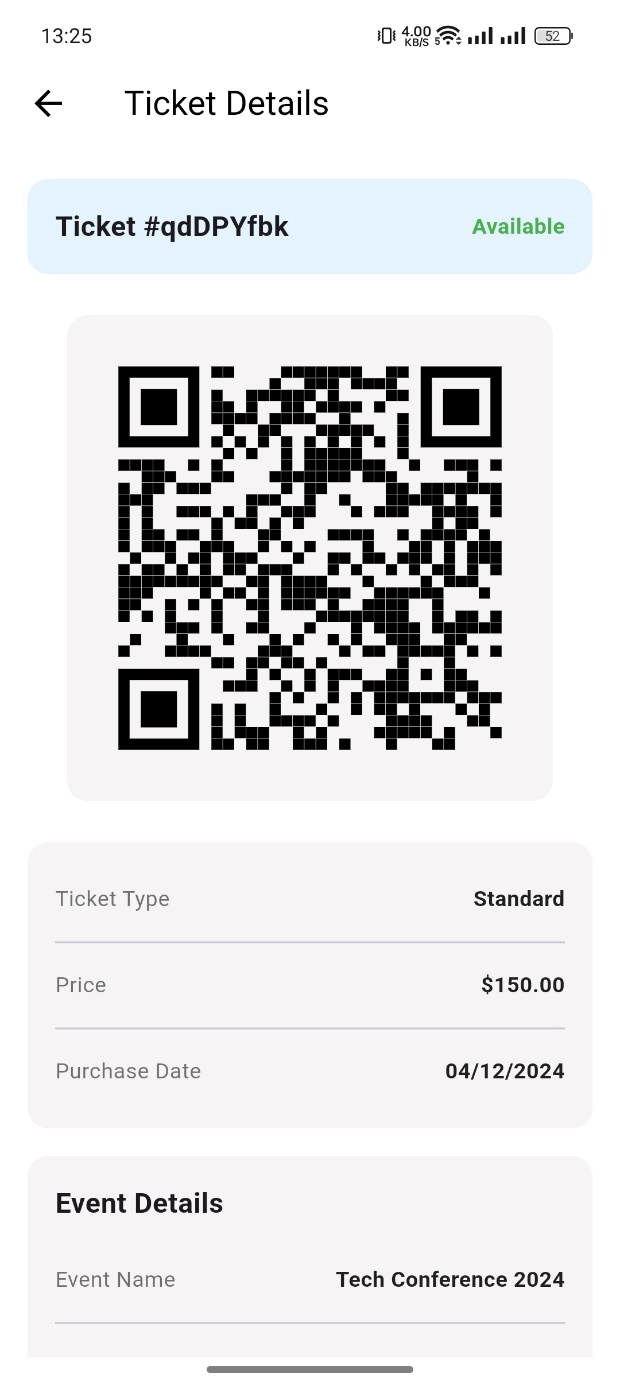 13:25
4.00
KB/S
5
52
Ticket Details
Ticket #qdDPYfbk
Available
Ticket Type
Standard
Price
$150.00
Purchase Date
04/12/2024
Event Details
Event Name
Tech Conference 2024